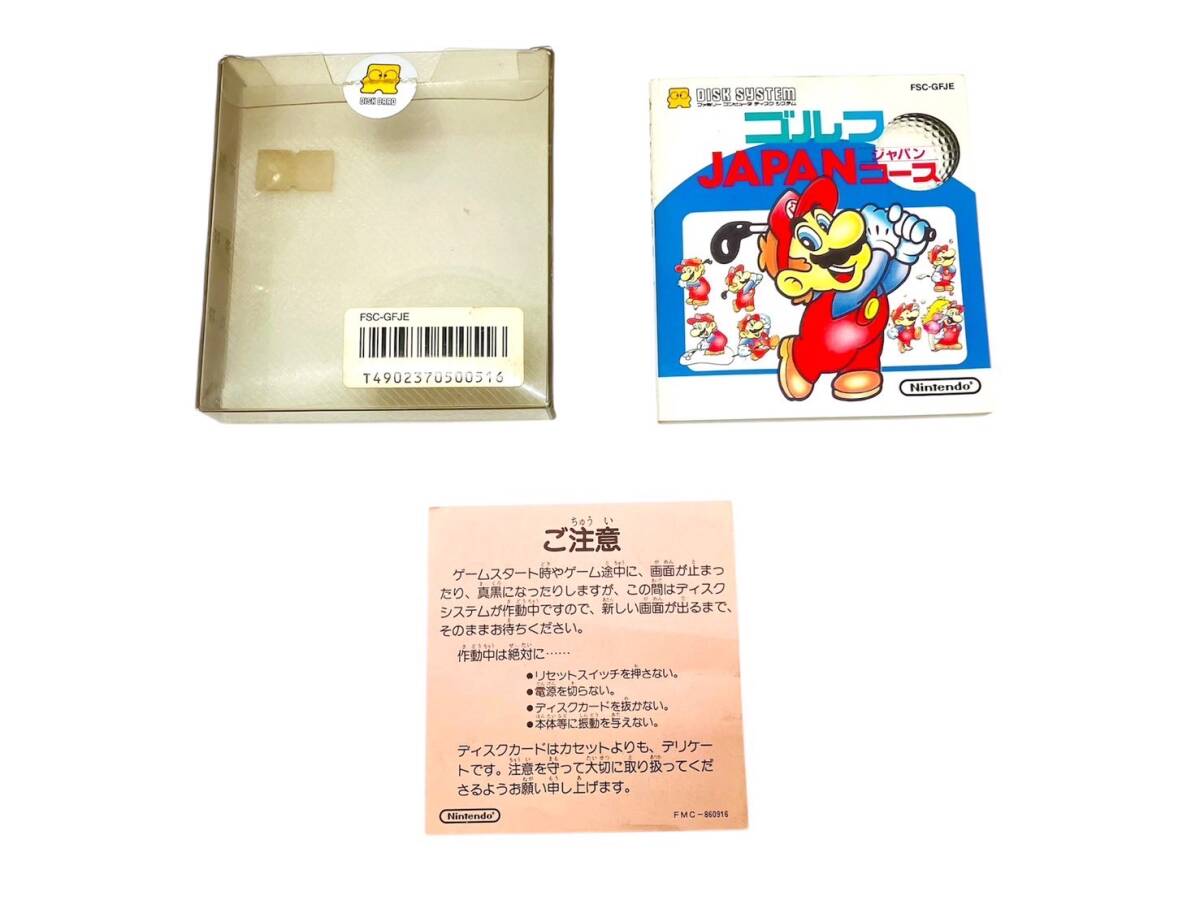 DISK CARD
FSC-GFJE
T4902370500516
FSC-GFJE
DISK SYSTEM
ファミリー コンピュータ ディスク システム
ゴルフ
JAPANコース
ジャパン
Nintendo®
ちゅう い
ご注意
ゲームスタート時やゲーム途中に、画面が止まっ
たり、真黒になったりしますが、この間はディスク
システムが作動中ですので、新しい画面が出るまで、
そのままお待ちください。
作動中は絶対に……
●リセットスイッチを押さない。
●電源を切らない。
●ディスクカードを抜かない。
●本体等に振動を与えない。
ディスクカードはカセットよりも、デリケー
トです。注意を守って大切に取り扱ってくだ
さるようお願い申し上げます。
Nintendo®
FMC-860916